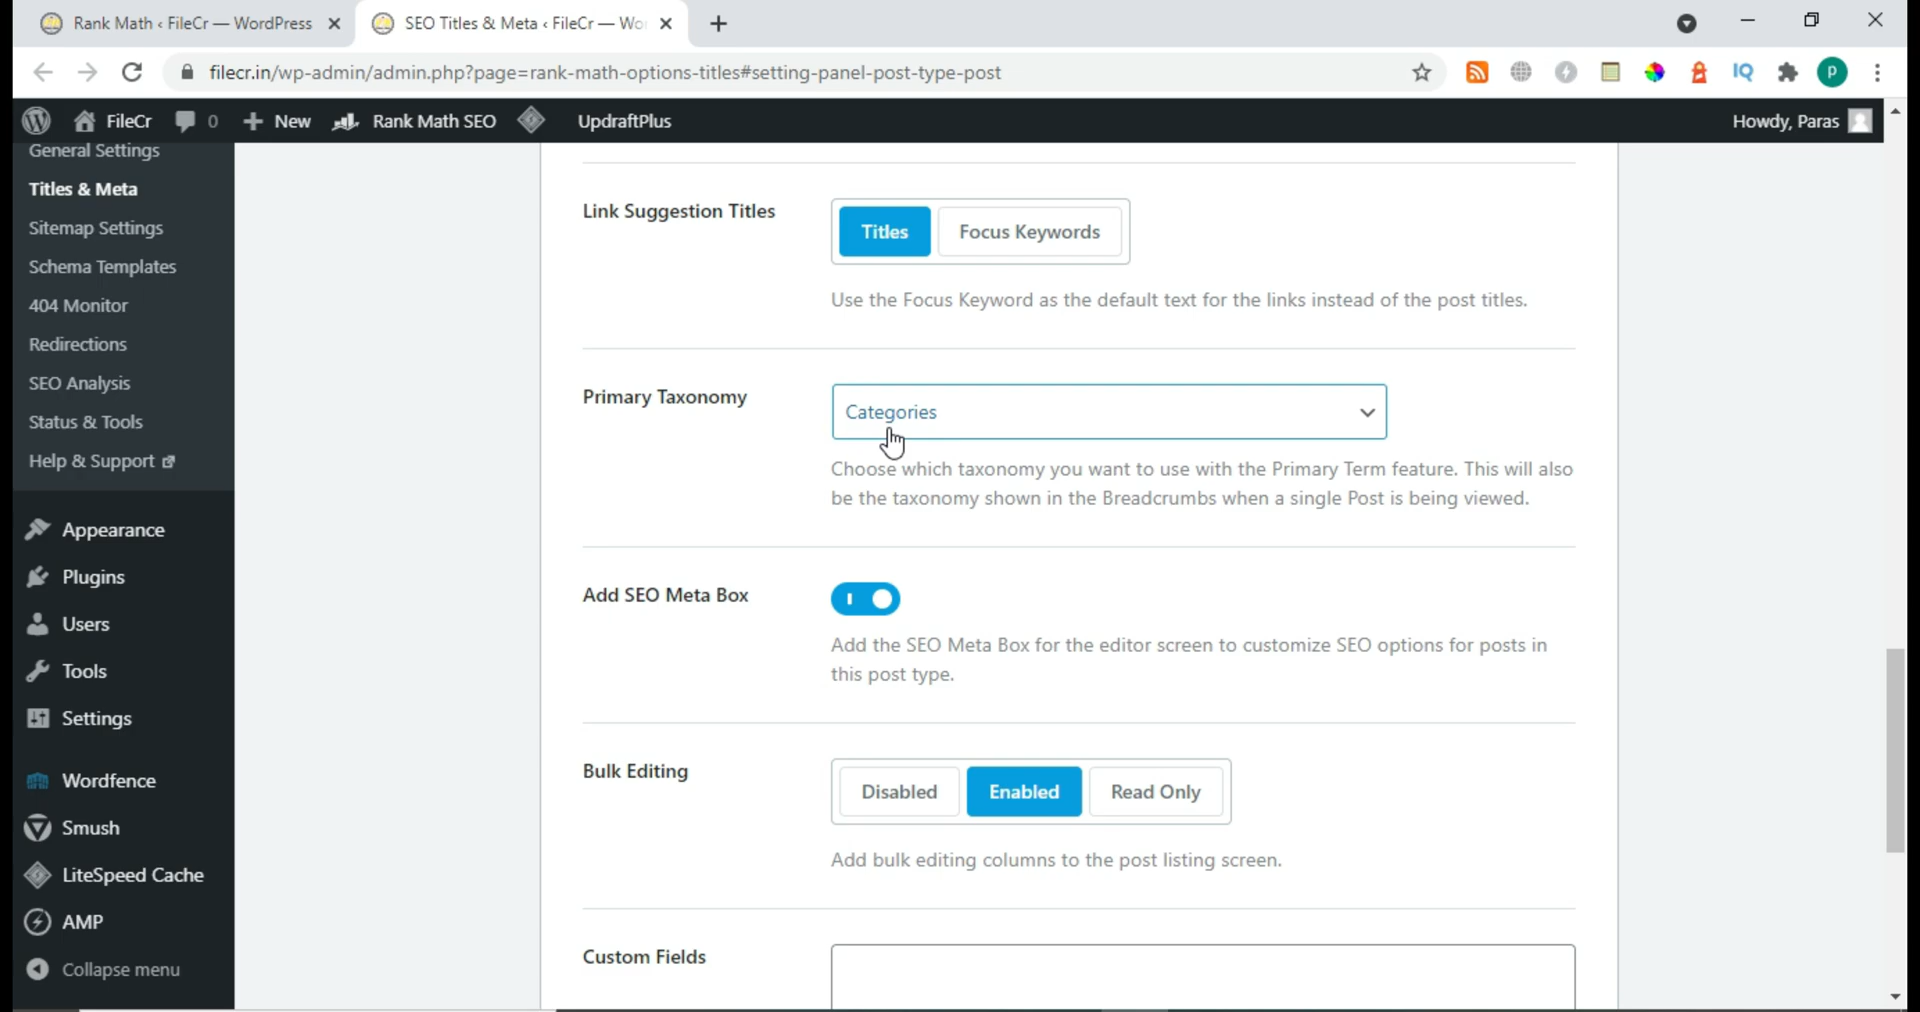 Rank Math ‹ FileCr — WordPress
SEO Titles & Meta ‹ FileCr — Wo
filecr.in/wp-admin/admin.php?page=rank-math-options-titles#setting-panel-post-type-post
IQ
P
FileCr
0
New
Rank Math SEO
UpdraftPlus
Howdy, Paras
General Settings
Titles & Meta
Sitemap Settings
Schema Templates
404 Monitor
Redirections
SEO Analysis
Status & Tools
Help & Support
Appearance
Plugins
Users
Tools
Settings
Wordfence
Smush
LiteSpeed Cache
AMP
Collapse menu
Link Suggestion Titles
Titles
Focus Keywords
Use the Focus Keyword as the default text for the links instead of the post titles.
Primary Taxonomy
Categories
Choose which taxonomy you want to use with the Primary Term feature. This will also
be the taxonomy shown in the Breadcrumbs when a single Post is being viewed.
Add SEO Meta Box
Add the SEO Meta Box for the editor screen to customize SEO options for posts in
this post type.
Bulk Editing
Disabled
Enabled
Read Only
Add bulk editing columns to the post listing screen.
Custom Fields